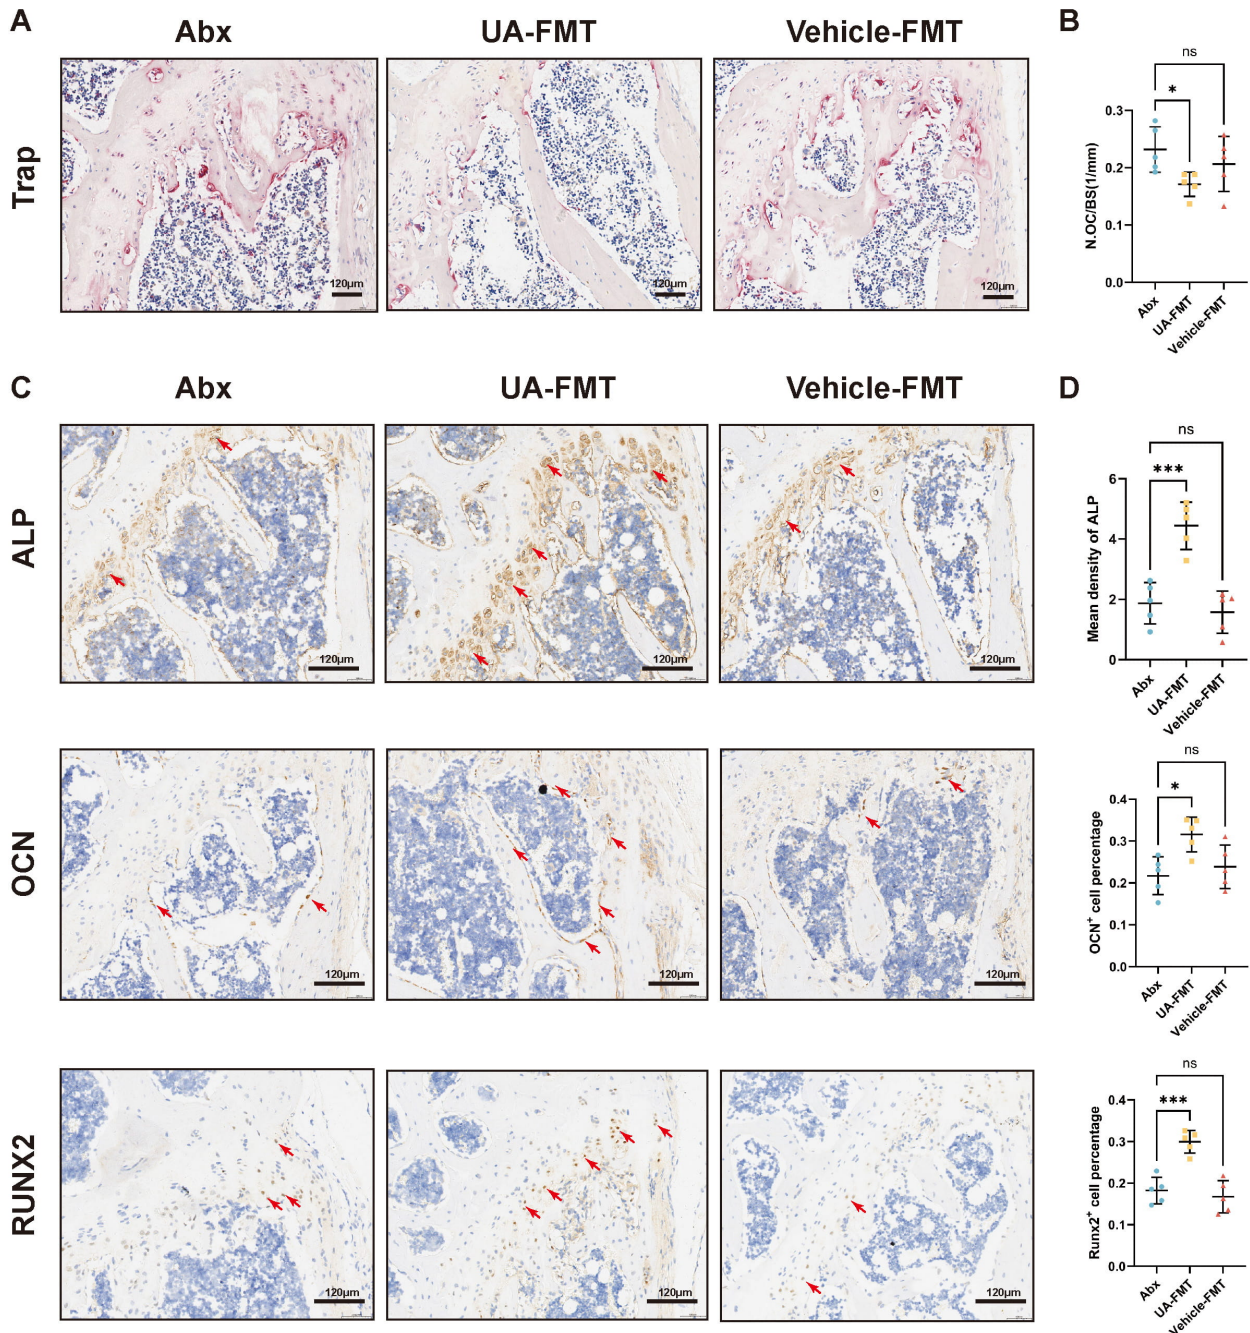 A
Abx
UA-FMT
Vehicle-FMT
Trap
120μm
120μm
120μm
B
ns
*
N.OC/BS(1/mm)
0.3
0.2
0.1
0.0
Abx
UA-FMT
Vehicle-FMT
C
Abx
UA-FMT
Vehicle-FMT
ALP
120μm
120μm
120μm
D
ns
***
Mean density of ALP
6
4
2
0
Abx
UA-FMT
Vehicle-FMT
OCN
120μm
120μm
120μm
ns
*
OCN⁺ cell percentage
0.4
0.3
0.2
0.1
0.0
Abx
UA-FMT
Vehicle-FMT
RUNX2
120μm
120μm
120μm
ns
***
Runx2⁺ cell percentage
0.4
0.3
0.2
0.1
0.0
Abx
UA-FMT
Vehicle-FMT